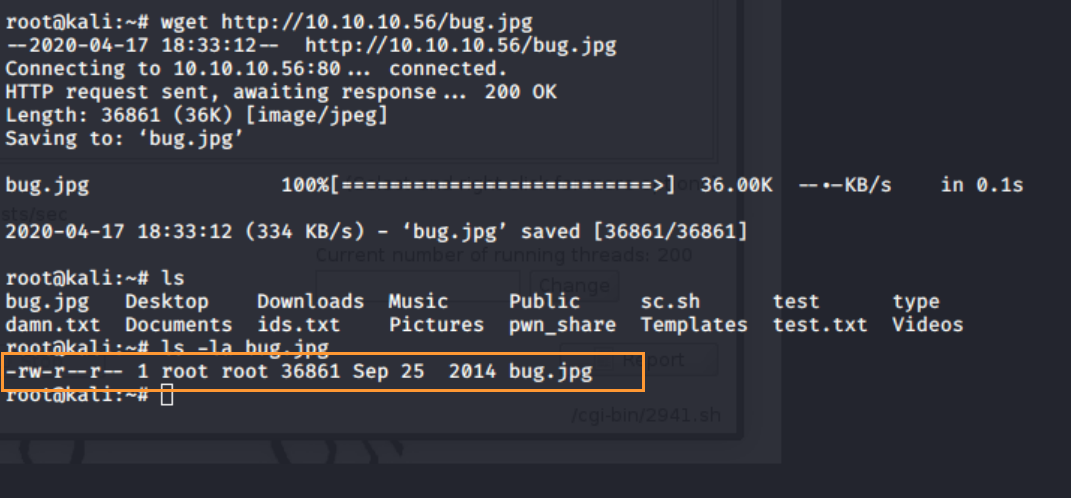 root@kali:~# wget http://10.10.10.56/bug.jpg
--2020-04-17 18:33:12--  http://10.10.10.56/bug.jpg
Connecting to 10.10.10.56:80... connected.
HTTP request sent, awaiting response... 200 OK
Length: 36861 (36K) [image/jpeg]
Saving to: ‘bug.jpg’
bug.jpg 100%[===========================>] 36.00K --.-KB/s in 0.1s
sts/sec
2020-04-17 18:33:12 (334 KB/s) - ‘bug.jpg’ saved [36861/36861]
Current number of running threads: 200
root@kali:~# ls
Change
bug.jpg Desktop Downloads Music Public sc.sh test type
damn.txt Documents ids.txt Pictures pwn_share Templates test.txt Videos
root@kali:~# ls -la bug.jpg
Report
-rw-r--r-- 1 root root 36861 Sep 25  2014 bug.jpg
root@kali:~#
/cgi-bin/2941.sh